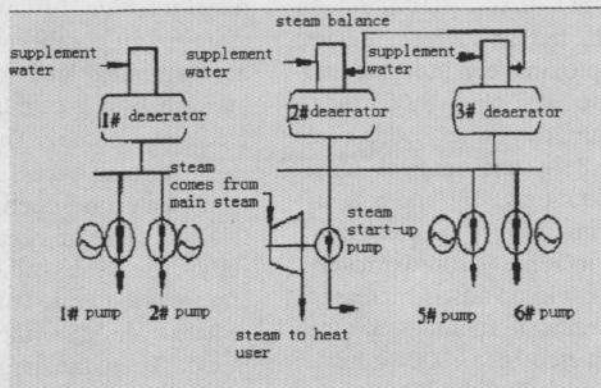 steam balance
supplement
water
supplement
water
supplement
water
1# deaerator
2# deaerator
3# deaerator
steam
comes from
main steam
steam
start-up
pump
1# pump
2# pump
steam to heat
user
5# pump
6# pump